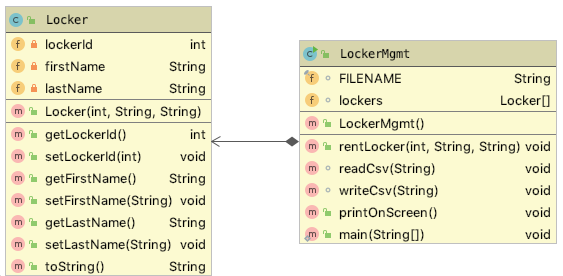 Locker
lockerId int
firstName String
lastName String
Locker(int, String, String)
getLockerId() int
setLockerId(int) void
getFirstName() String
setFirstName(String) void
getLastName() String
setLastName(String) void
toString() String
LockerMgmt
FILENAME String
lockers Locker[]
LockerMgmt()
rentLocker(int, String, String) void
readCsv(String) void
writeCsv(String) void
printOnScreen() void
main(String[]) void